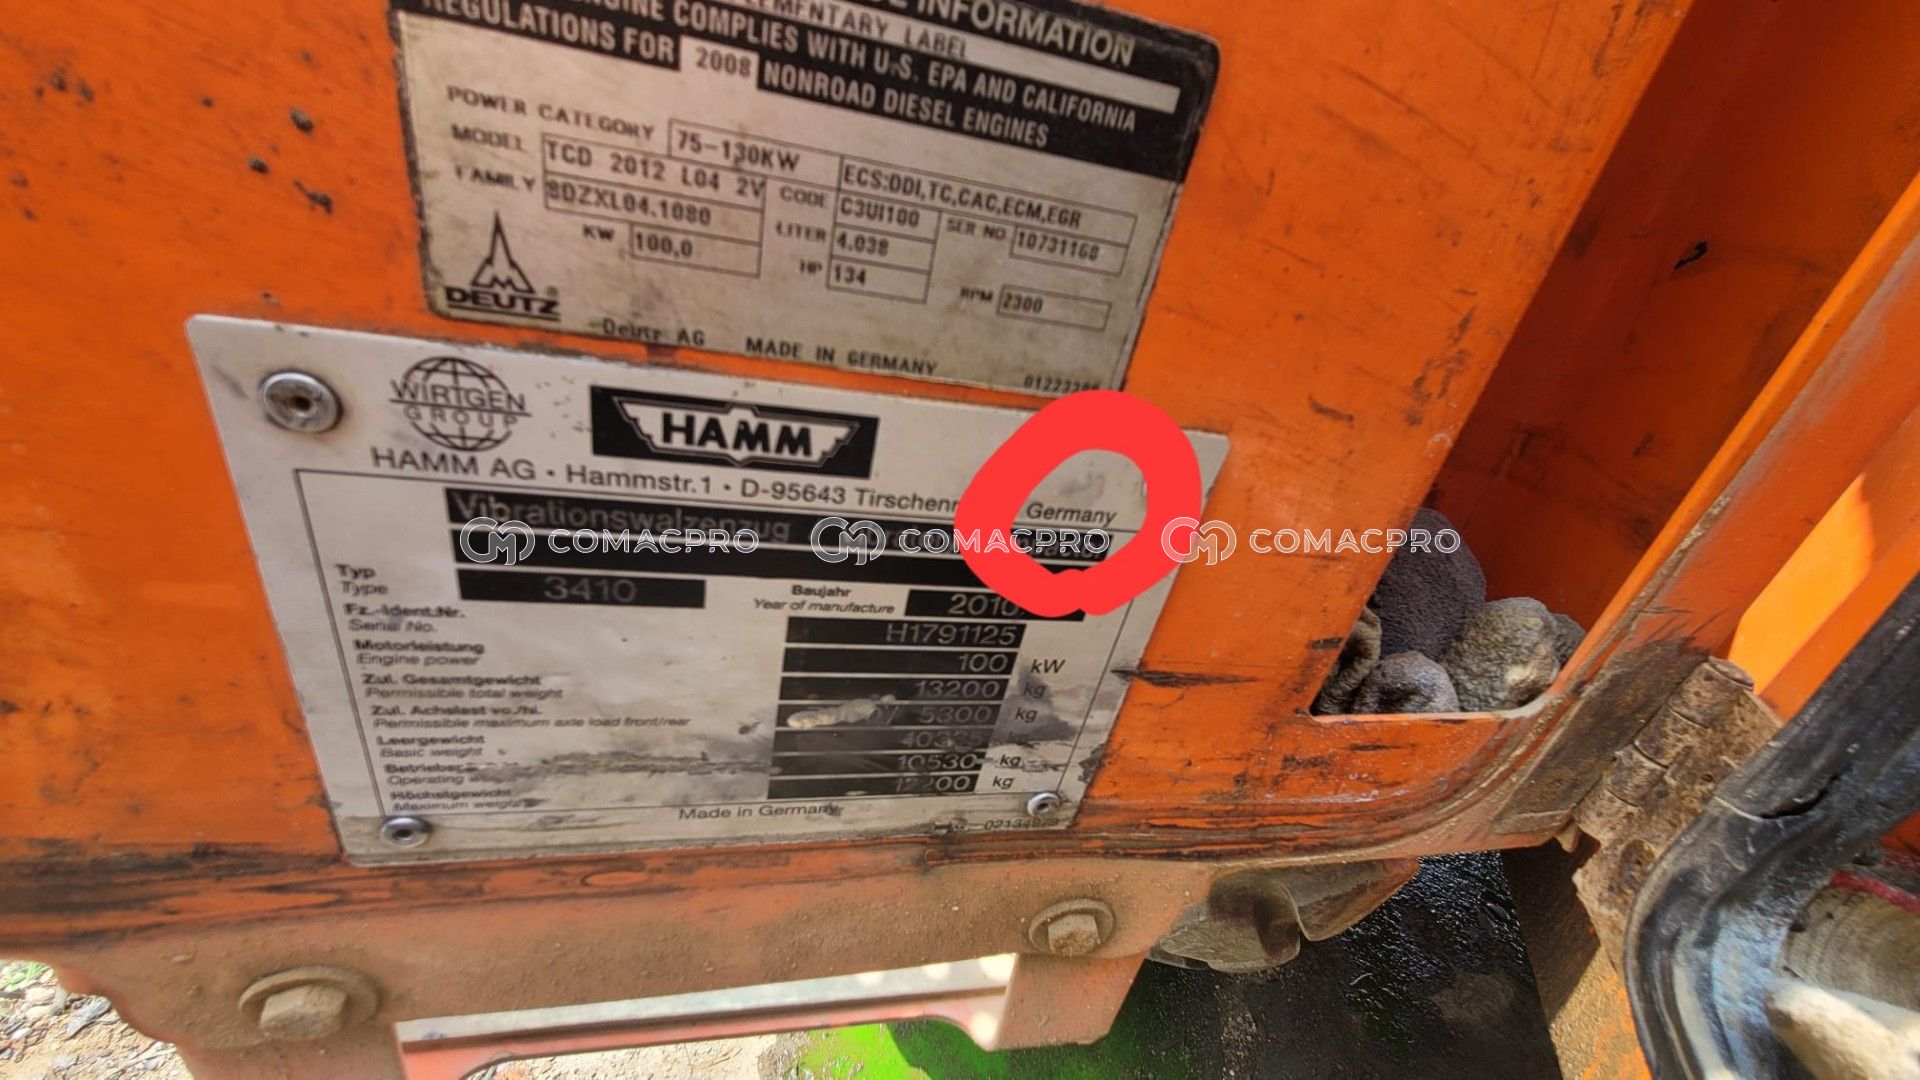 INFORMATION
LEMENTARY LABEL
ENGINE COMPLIES WITH U.S. EPA AND CALIFORNIA
REGULATIONS FOR 2008 NONROAD DIESEL ENGINES
POWER CATEGORY 75-130KW
ECS:DDI,TC,CAC,ECM,EGR
MODEL TCD 2012 L04 2V CODE C3UI100 SER NO 10731168
FAMILY 8DZXL04.1080 LITER 4.038
KW 100,0 HP 134 RPM 2300
DEUTZ ®
Deutz AG MADE IN GERMANY
WIRTGEN
GROUP
HAMM
HAMM AG • Hammstr.1 • D-95643 Tirschenr Germany
Vibrationswalzenzug
COMACPRO COMACPRO COMACPRO
Typ
Type 3410
Baujahr
Year of manufacture 2010
Fz.-Ident.Nr.
Serial No. H1791125
Motorleistung
Engine power 100 kW
Zul. Gesamtgewicht
Permissible total weight 13200 kg
Zul. Achslast vo./hi.
Permissible maximum axle load front/rear 5300 kg
Leergewicht
Basic weight kg
Operating 10530 kg
Höchstgewicht
Maximum weight kg
Made in Germany